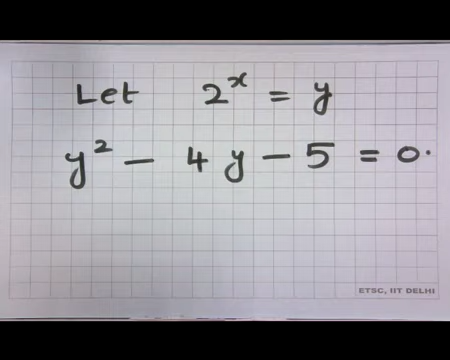 Let 2^x = y
y² – 4y – 5 = 0.
ETSC, IIT DELHI